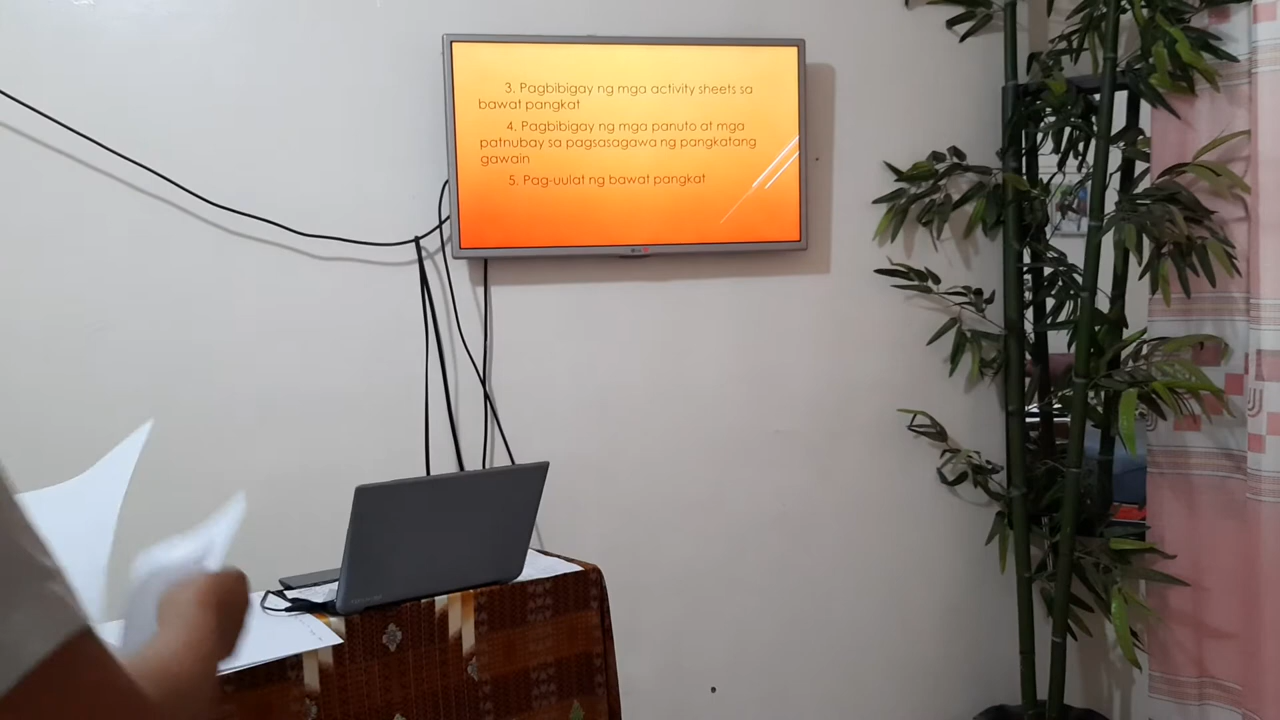 3. Pagbibigay ng mga activity sheets sa
bawat pangkat
4. Pagbibigay ng mga panuto at mga
patnubay sa pagsasagawa ng pangkatang
gawain
5. Pag-uulat ng bawat pangkat